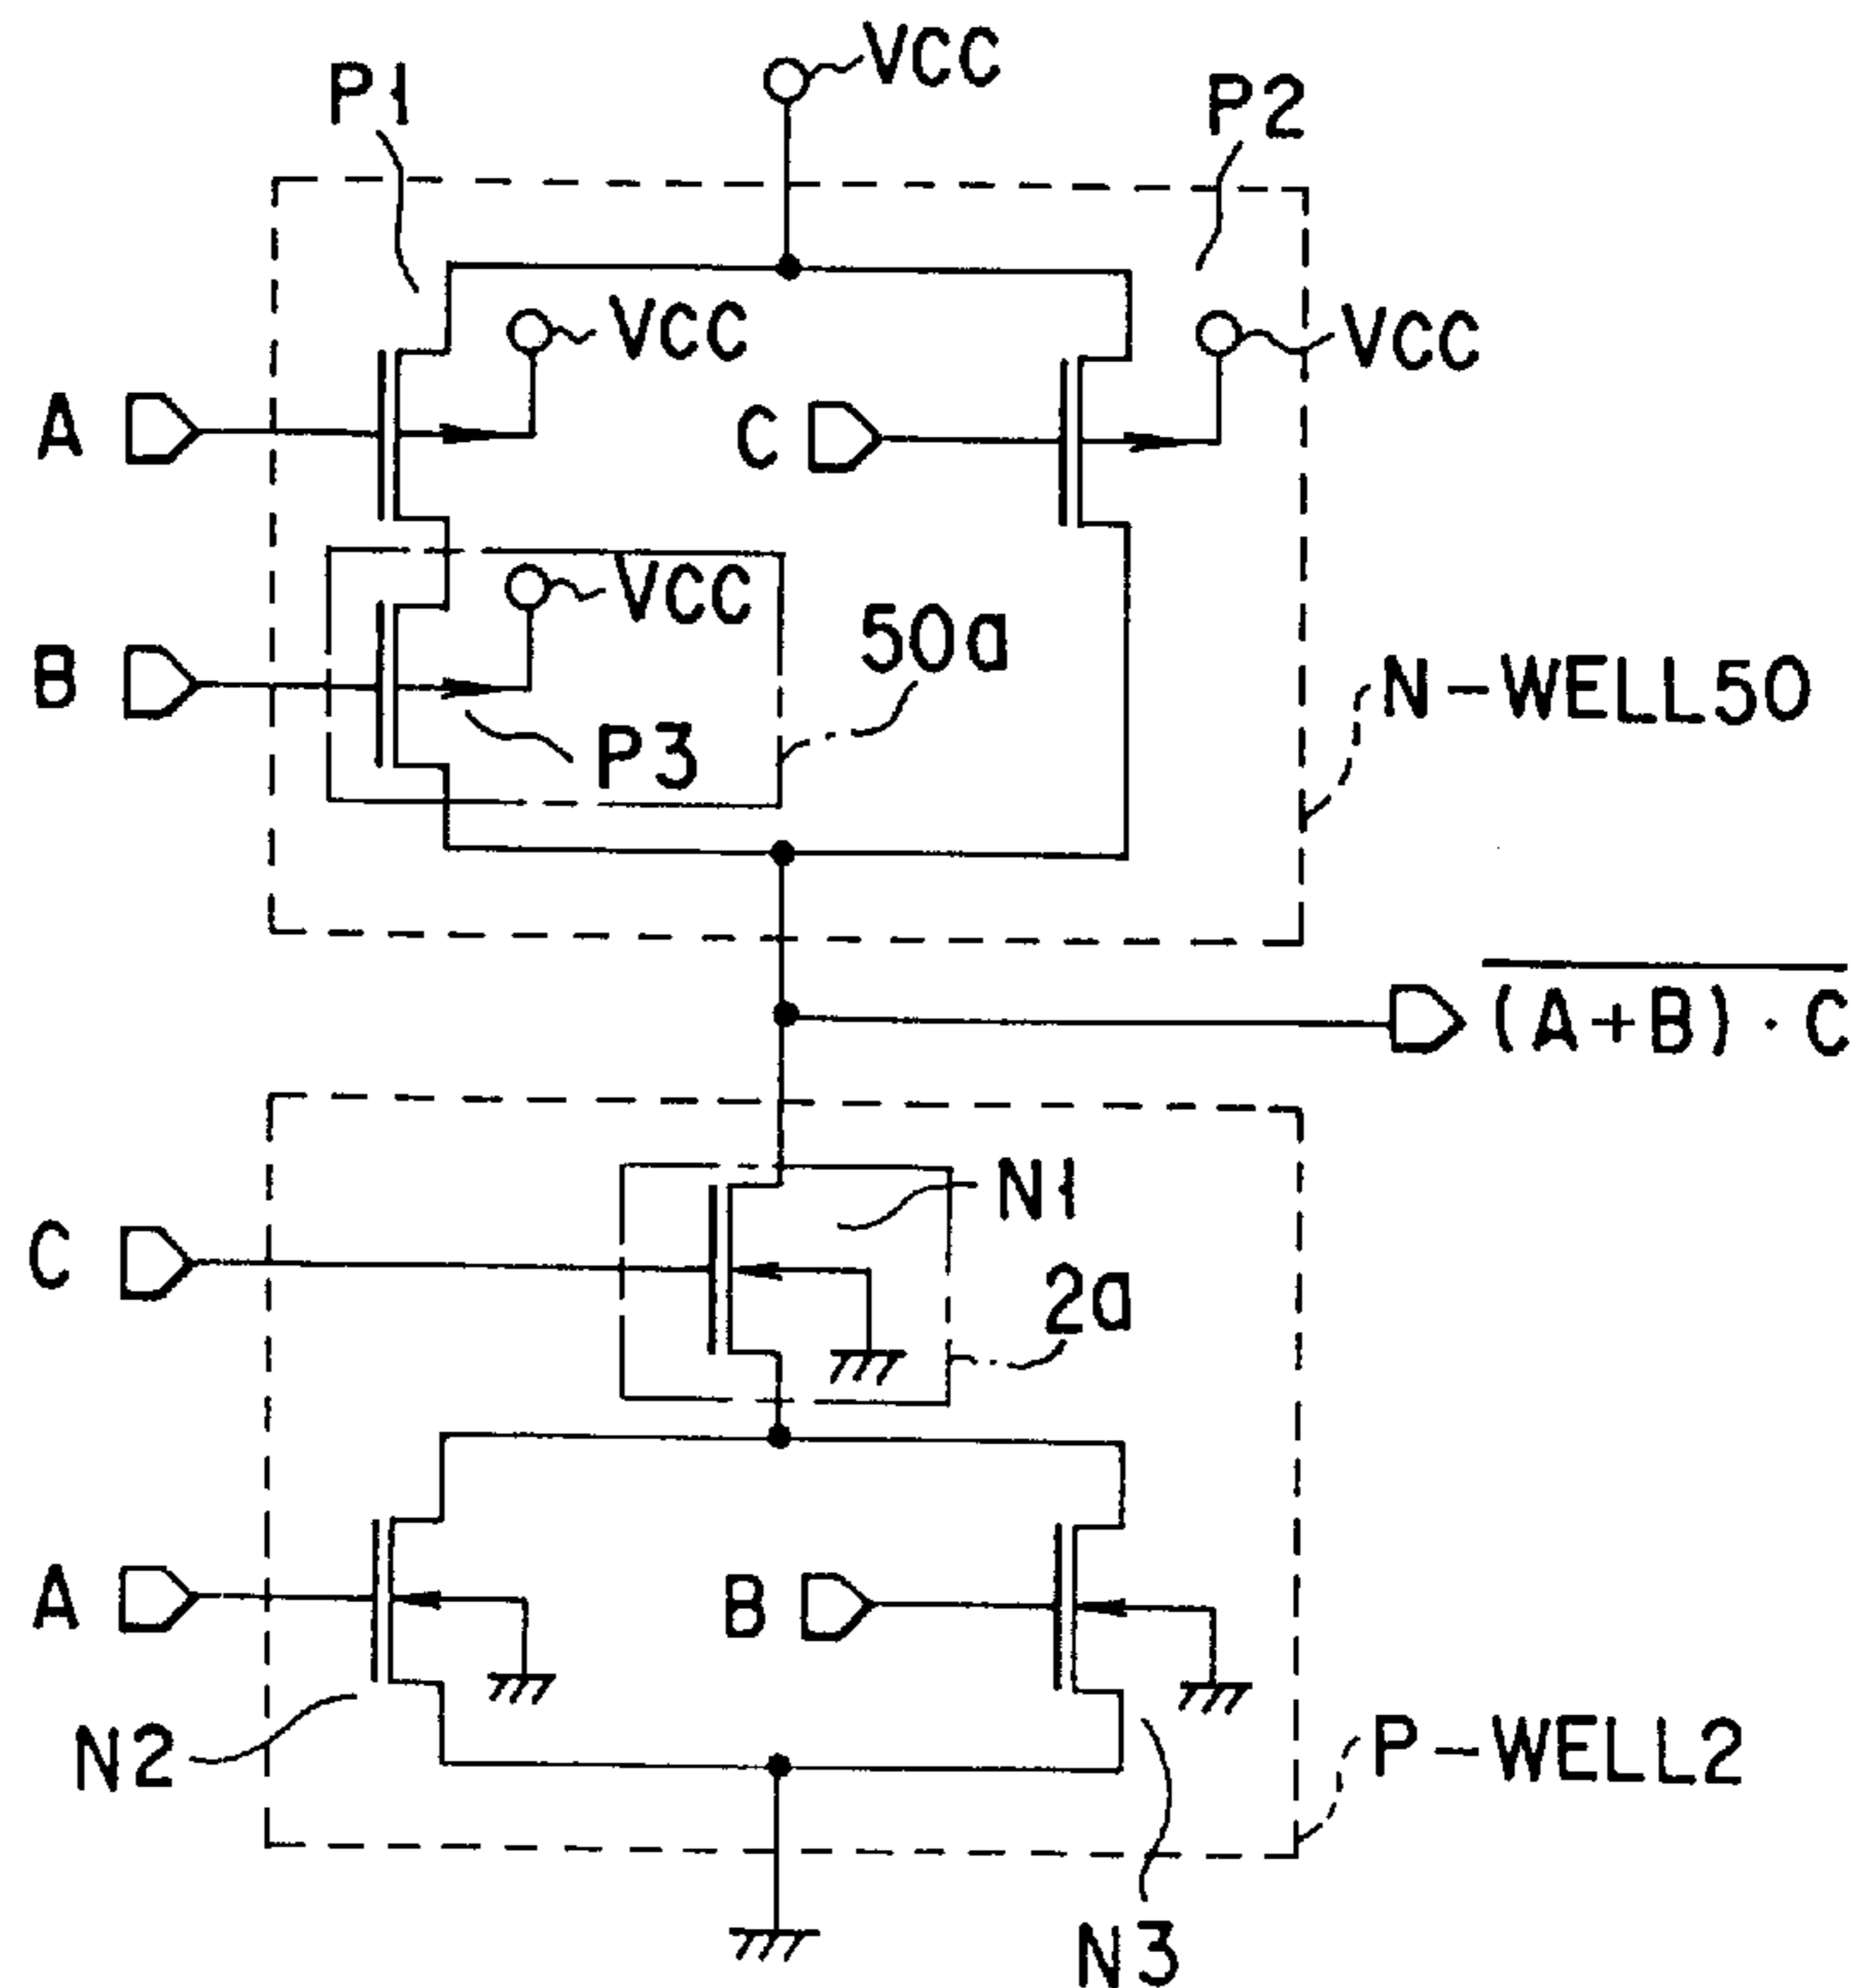 VCC
P1
P2
VCC
VCC
A
C
VCC
50a
B
N-WELL50
P3
(A+B)·C
N1
C
2a
A
B
N2
P-WELL2
N3